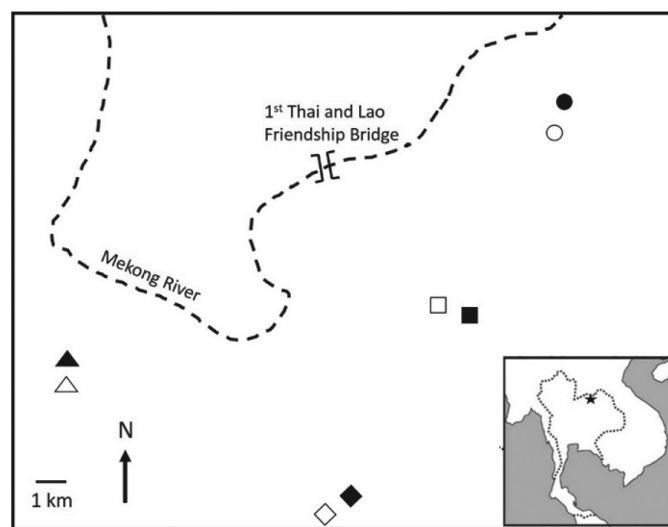 1st Thai and Lao
Friendship Bridge
Mekong River
N
1 km